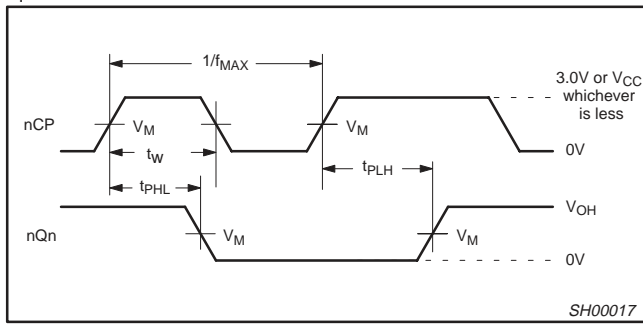 1/fMAX
3.0V or VCC
whichever
is less
nCP
VM
VM
tW
0V
tPHL
tPLH
VOH
nQn
VM
VM
0V
SH00017